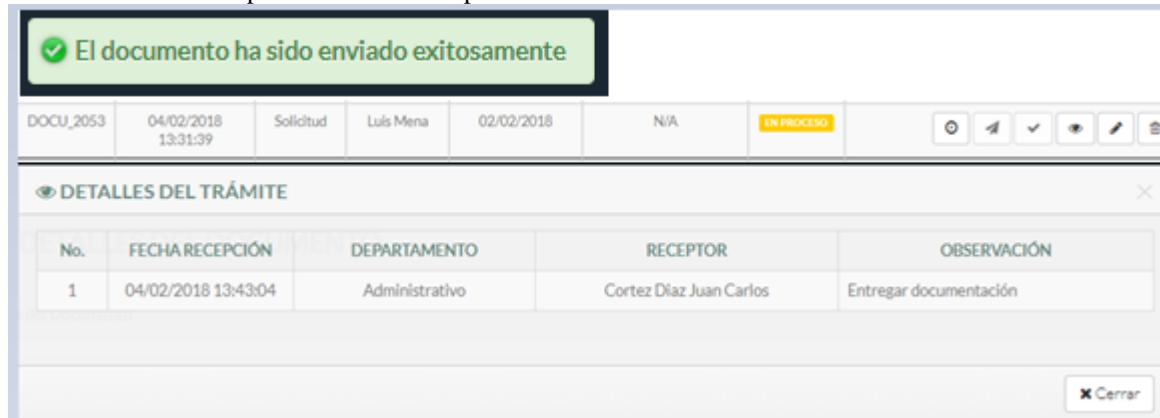 El documento ha sido enviado exitosamente
DOCU_2053 04/02/2018 13:31:39 Solicitud Luis Mena 02/02/2018 N/A EN PROCESO
DETALLES DEL TRÁMITE
No. FECHA RECEPCIÓN DEPARTAMENTO RECEPTOR OBSERVACIÓN
1 04/02/2018 13:43:04 Administrativo Cortez Diaz Juan Carlos Entregar documentación
Cerrar